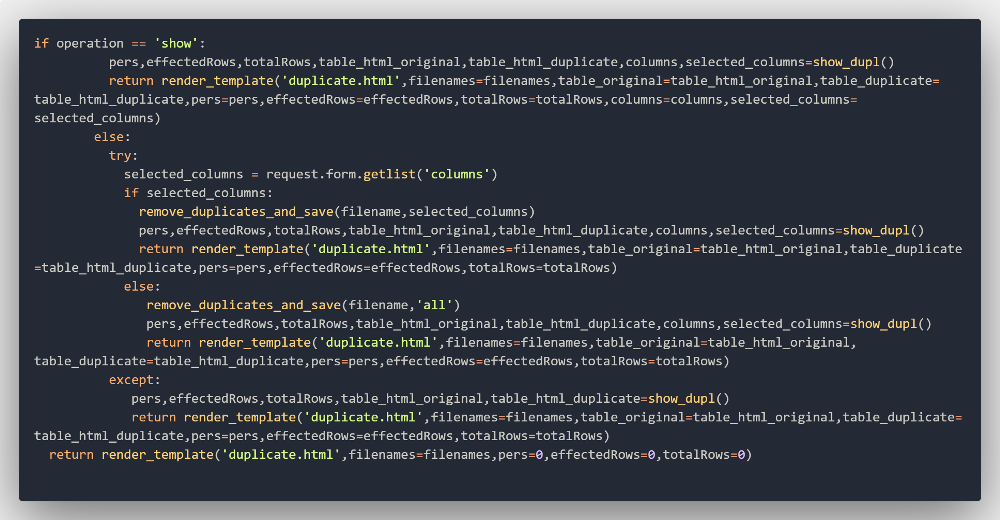 if operation == 'show':
          pers,effectedRows,totalRows,table_html_original,table_html_duplicate,columns,selected_columns=show_dupl()
          return render_template('duplicate.html',filenames=filenames,table_original=table_html_original,table_duplicate=
table_html_duplicate,pers=pers,effectedRows=effectedRows,totalRows=totalRows,columns=columns,selected_columns=
selected_columns)
        else:
          try:
            selected_columns = request.form.getlist('columns')
            if selected_columns:
              remove_duplicates_and_save(filename,selected_columns)
              pers,effectedRows,totalRows,table_html_original,table_html_duplicate,columns,selected_columns=show_dupl()
              return render_template('duplicate.html',filenames=filenames,table_original=table_html_original,table_duplicate
=table_html_duplicate,pers=pers,effectedRows=effectedRows,totalRows=totalRows)
            else:
               remove_duplicates_and_save(filename,'all')
               pers,effectedRows,totalRows,table_html_original,table_html_duplicate,columns,selected_columns=show_dupl()
               return render_template('duplicate.html',filenames=filenames,table_original=table_html_original,
table_duplicate=table_html_duplicate,pers=pers,effectedRows=effectedRows,totalRows=totalRows)
          except:
             pers,effectedRows,totalRows,table_html_original,table_html_duplicate=show_dupl()
             return render_template('duplicate.html',filenames=filenames,table_original=table_html_original,table_duplicate=
table_html_duplicate,pers=pers,effectedRows=effectedRows,totalRows=totalRows)
  return render_template('duplicate.html',filenames=filenames,pers=0,effectedRows=0,totalRows=0)